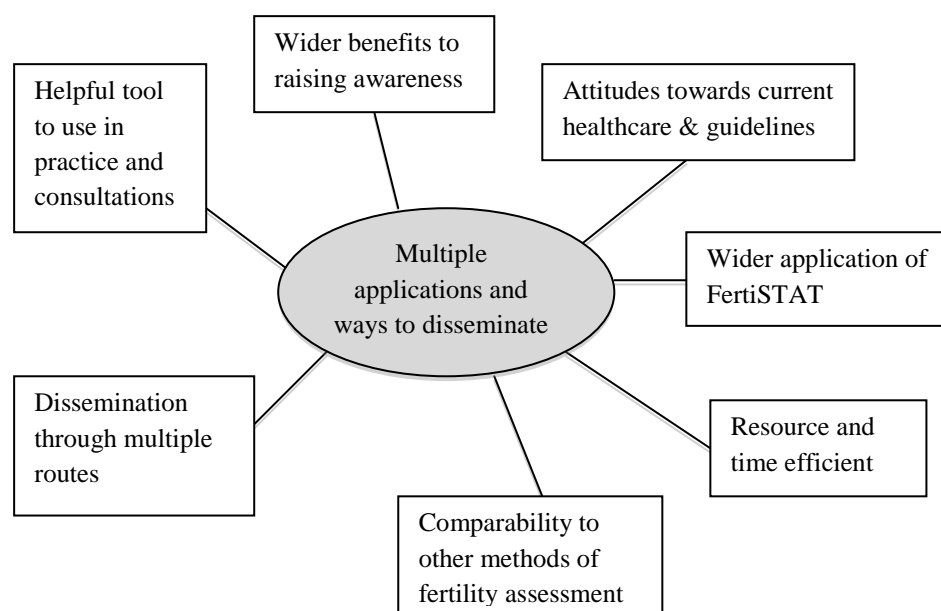 Wider benefits to
raising awareness
Helpful tool
to use in
practice and
consultations
Attitudes towards current
healthcare & guidelines
Multiple
applications and
ways to disseminate
Wider application of
FertiSTAT
Dissemination
through multiple
routes
Resource and
time efficient
Comparability to
other methods of
fertility assessment